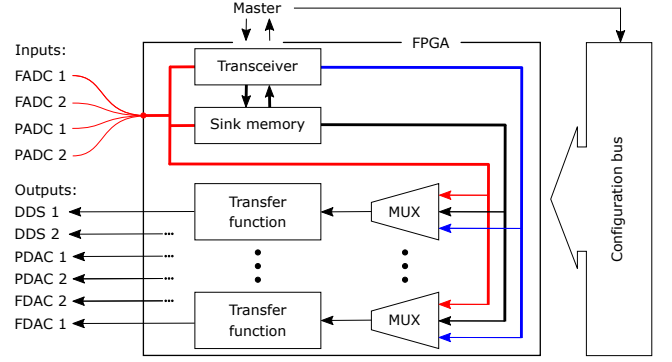 Master
Inputs:
FPGA
FADC 1
FADC 2
PADC 1
PADC 2
Transceiver
Sink memory
Outputs:
DDS 1
DDS 2
PDAC 1
PDAC 2
FDAC 2
FDAC 1
Transfer
function
MUX
...
...
...
...
Transfer
function
MUX
Configuration bus